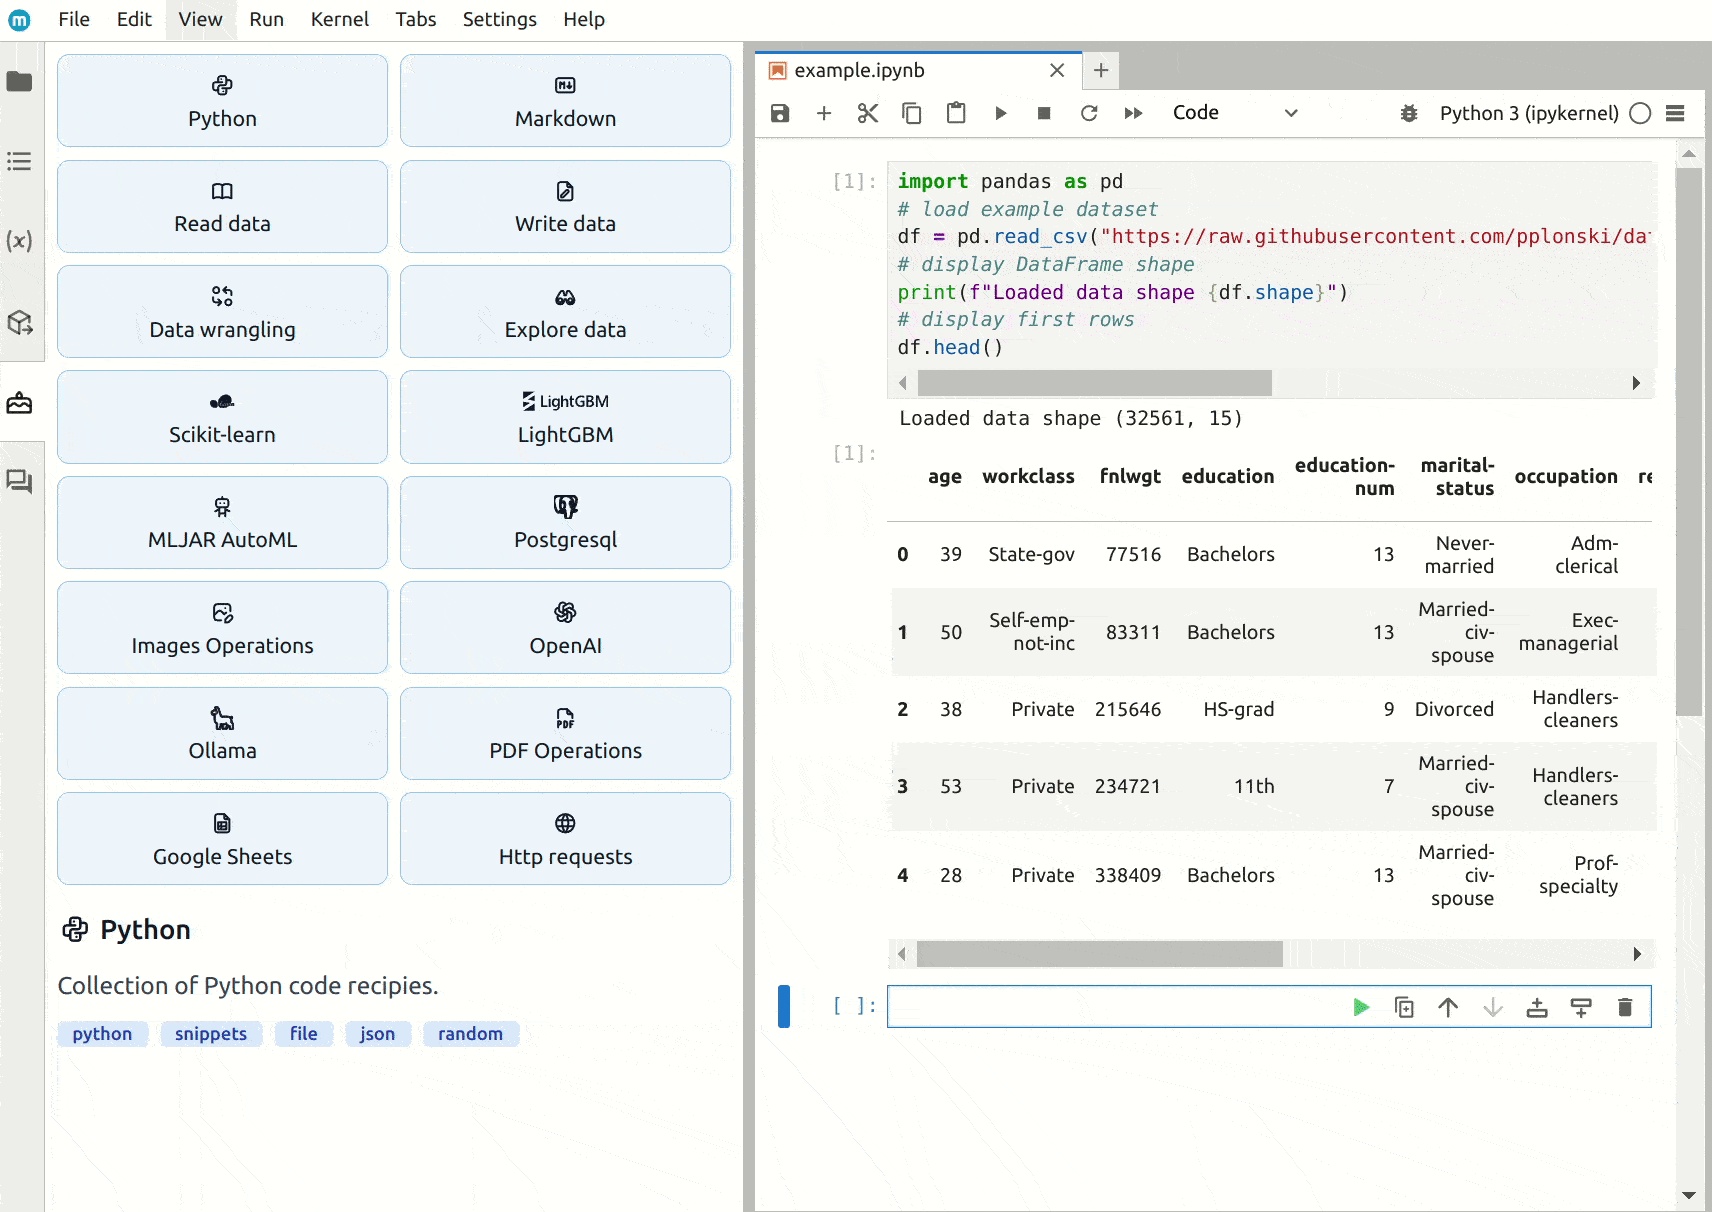 m File Edit View Run Kernel Tabs Settings Help
Python
Markdown
Read data
Write data
Data wrangling
Explore data
Scikit-learn
LightGBM
LightGBM
MLJAR AutoML
Postgresql
Images Operations
OpenAI
Ollama
PDF
PDF Operations
Google Sheets
Http requests
Python
Collection of Python code recipies.
python snippets file json random
example.ipynb
Code Python 3 (ipykernel)
[1]: import pandas as pd
# load example dataset
df = pd.read_csv("https://raw.githubusercontent.com/pplonski/da
# display DataFrame shape
print(f"Loaded data shape {df.shape}")
# display first rows
df.head()
Loaded data shape (32561, 15)
[1]:
age workclass fnlwgt education education-num marital-status occupation re
0 39 State-gov 77516 Bachelors 13 Never-married Adm-clerical
1 50 Self-emp-not-inc 83311 Bachelors 13 Married-civ-spouse Exec-managerial
2 38 Private 215646 HS-grad 9 Divorced Handlers-cleaners
3 53 Private 234721 11th 7 Married-civ-spouse Handlers-cleaners
4 28 Private 338409 Bachelors 13 Married-civ-spouse Prof-specialty
[ ]: